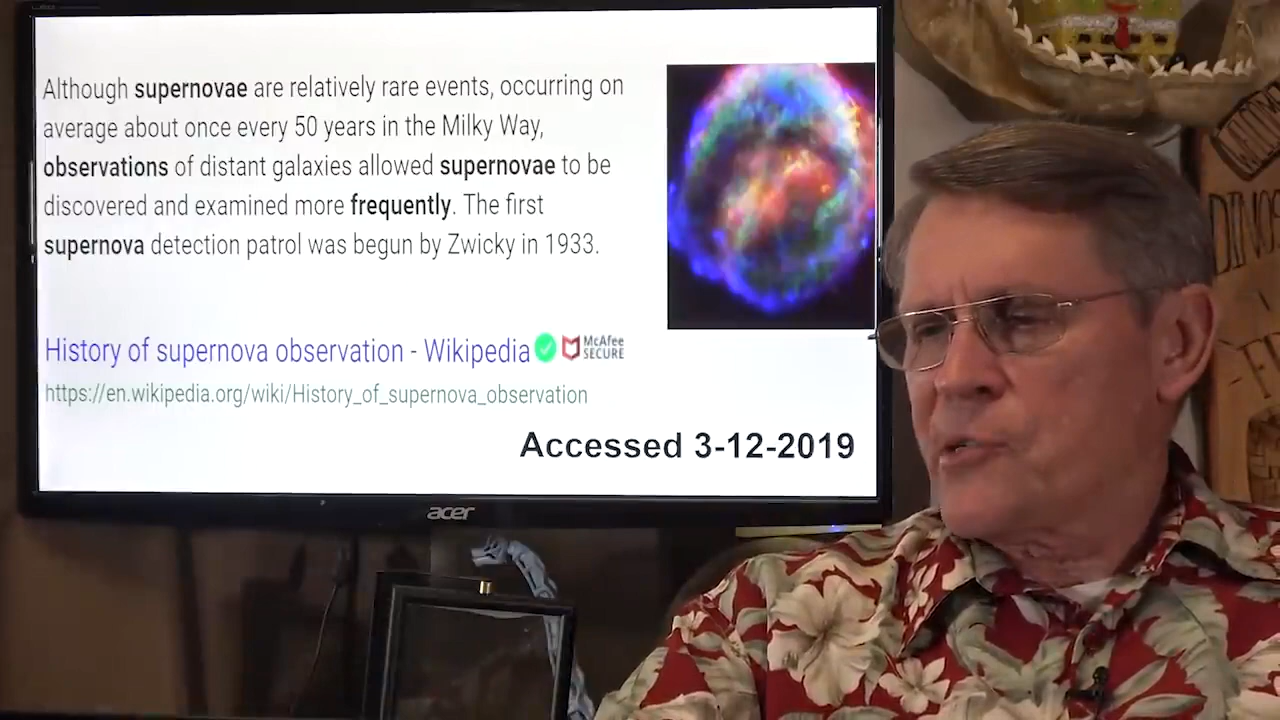 Although supernovae are relatively rare events, occurring on
average about once every 50 years in the Milky Way,
observations of distant galaxies allowed supernovae to be
discovered and examined more frequently. The first
supernova detection patrol was begun by Zwicky in 1933.
History of supernova observation - Wikipedia McAfee
SECURE
https://en.wikipedia.org/wiki/History_of_supernova_observation
Accessed 3-12-2019
acer